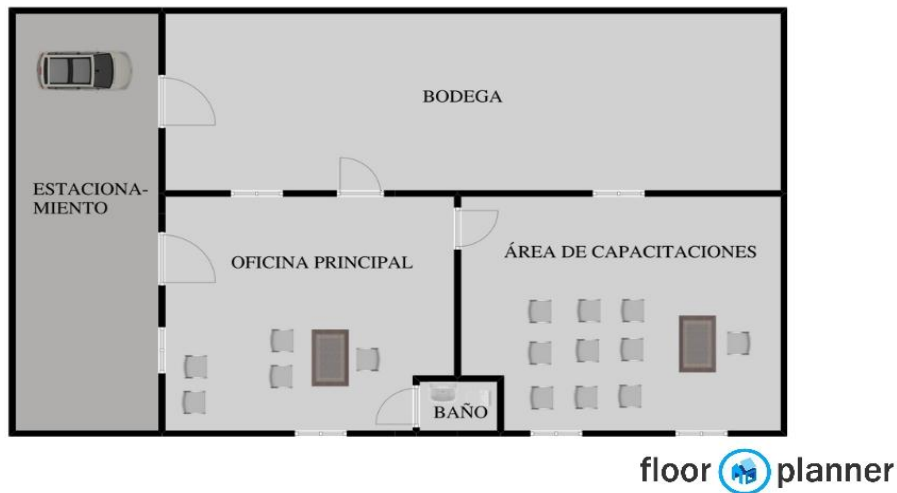 BODEGA
ESTACIONA-
MIENTO
OFICINA PRINCIPAL
ÁREA DE CAPACITACIONES
BAÑO
floor planner